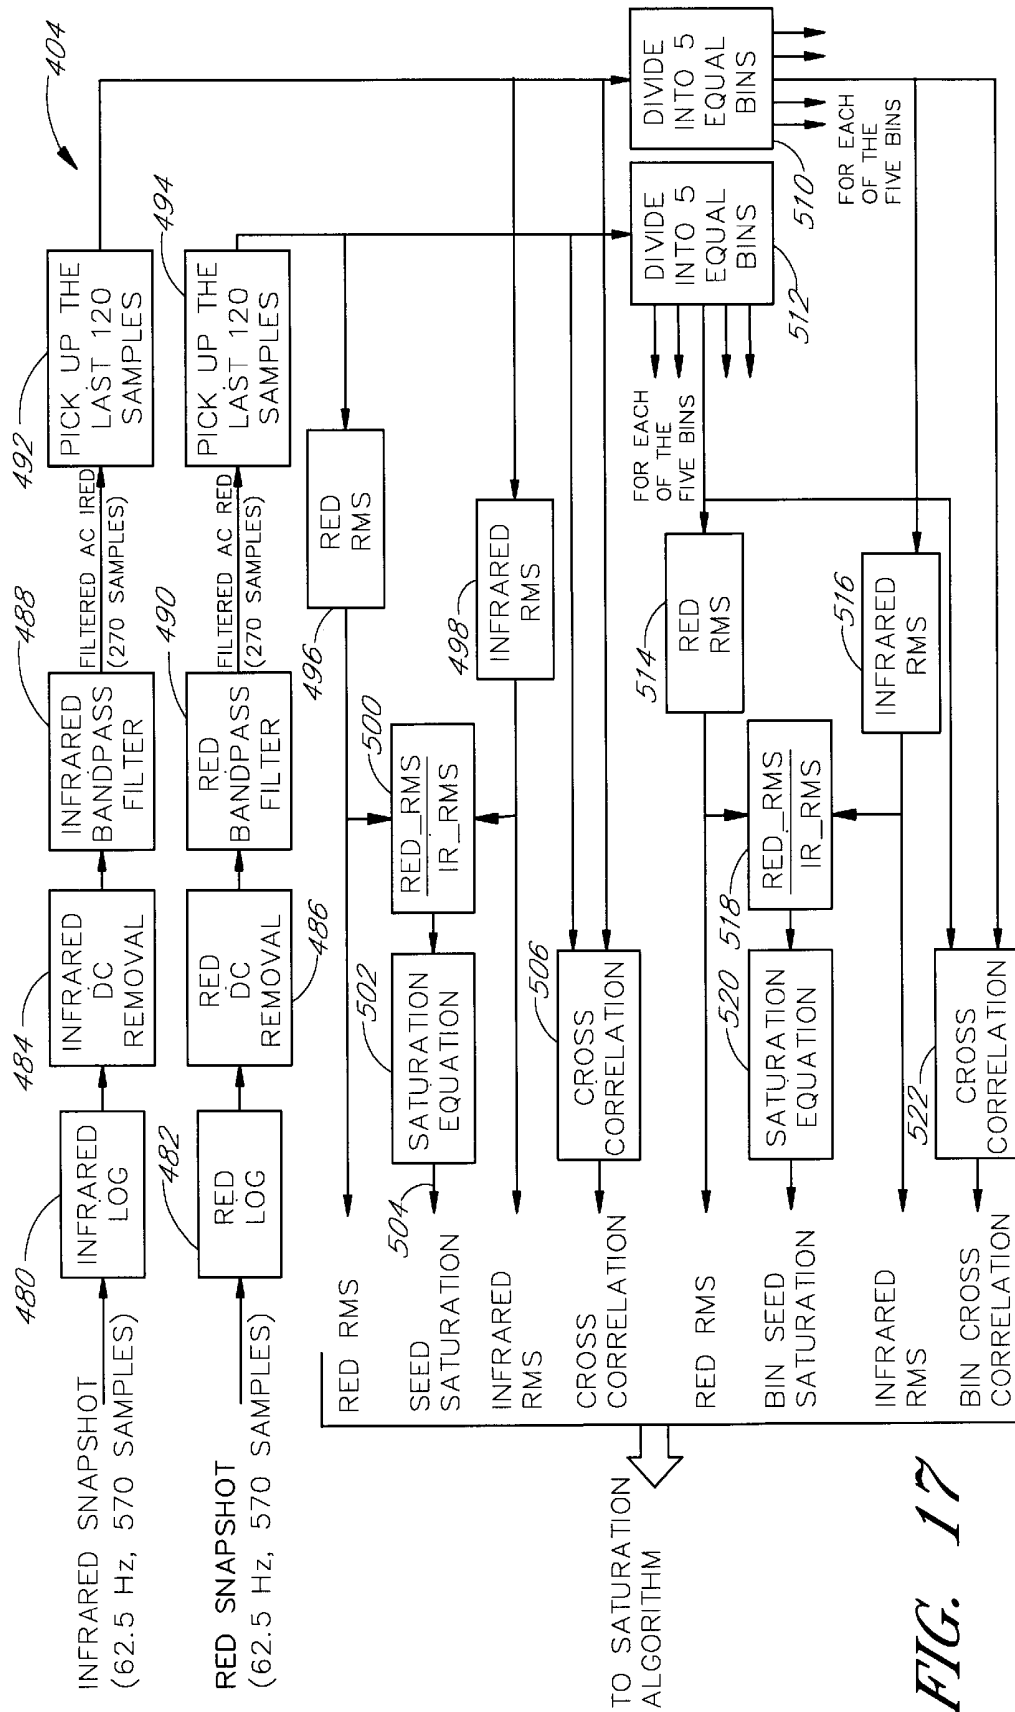 404
INFRARED SNAPSHOT
(62.5 Hz, 570 SAMPLES)
480
INFRARED
LOG
484
INFRARED
DC
REMOVAL
488
INFRARED
BANDPASS
FILTER
FILTERED AC IRED
(270 SAMPLES)
492
PICK UP THE
LAST 120
SAMPLES
RED SNAPSHOT
(62.5 Hz, 570 SAMPLES)
482
RED
LOG
RED
DC
REMOVAL
486
490
RED
BANDPASS
FILTER
FILTERED AC RED
(270 SAMPLES)
494
PICK UP THE
LAST 120
SAMPLES
RED RMS
496
RED
RMS
SEED
SATURATION
504
502
SATURATION
EQUATION
500
RED_RMS
IR_RMS
INFRARED
RMS
498
INFRARED
RMS
CROSS
CORRELATION
506
CROSS
CORRELATION
DIVIDE
INTO 5
EQUAL
BINS
510
FOR EACH
OF THE
FIVE BINS
DIVIDE
INTO 5
EQUAL
BINS
512
FOR EACH
OF THE
FIVE BINS
RED RMS
514
RED
RMS
BIN SEED
SATURATION
520
SATURATION
EQUATION
518
RED_RMS
IR_RMS
INFRARED
RMS
516
INFRARED
RMS
BIN CROSS
CORRELATION
522
CROSS
CORRELATION
TO SATURATION
ALGORITHM
FIG. 17